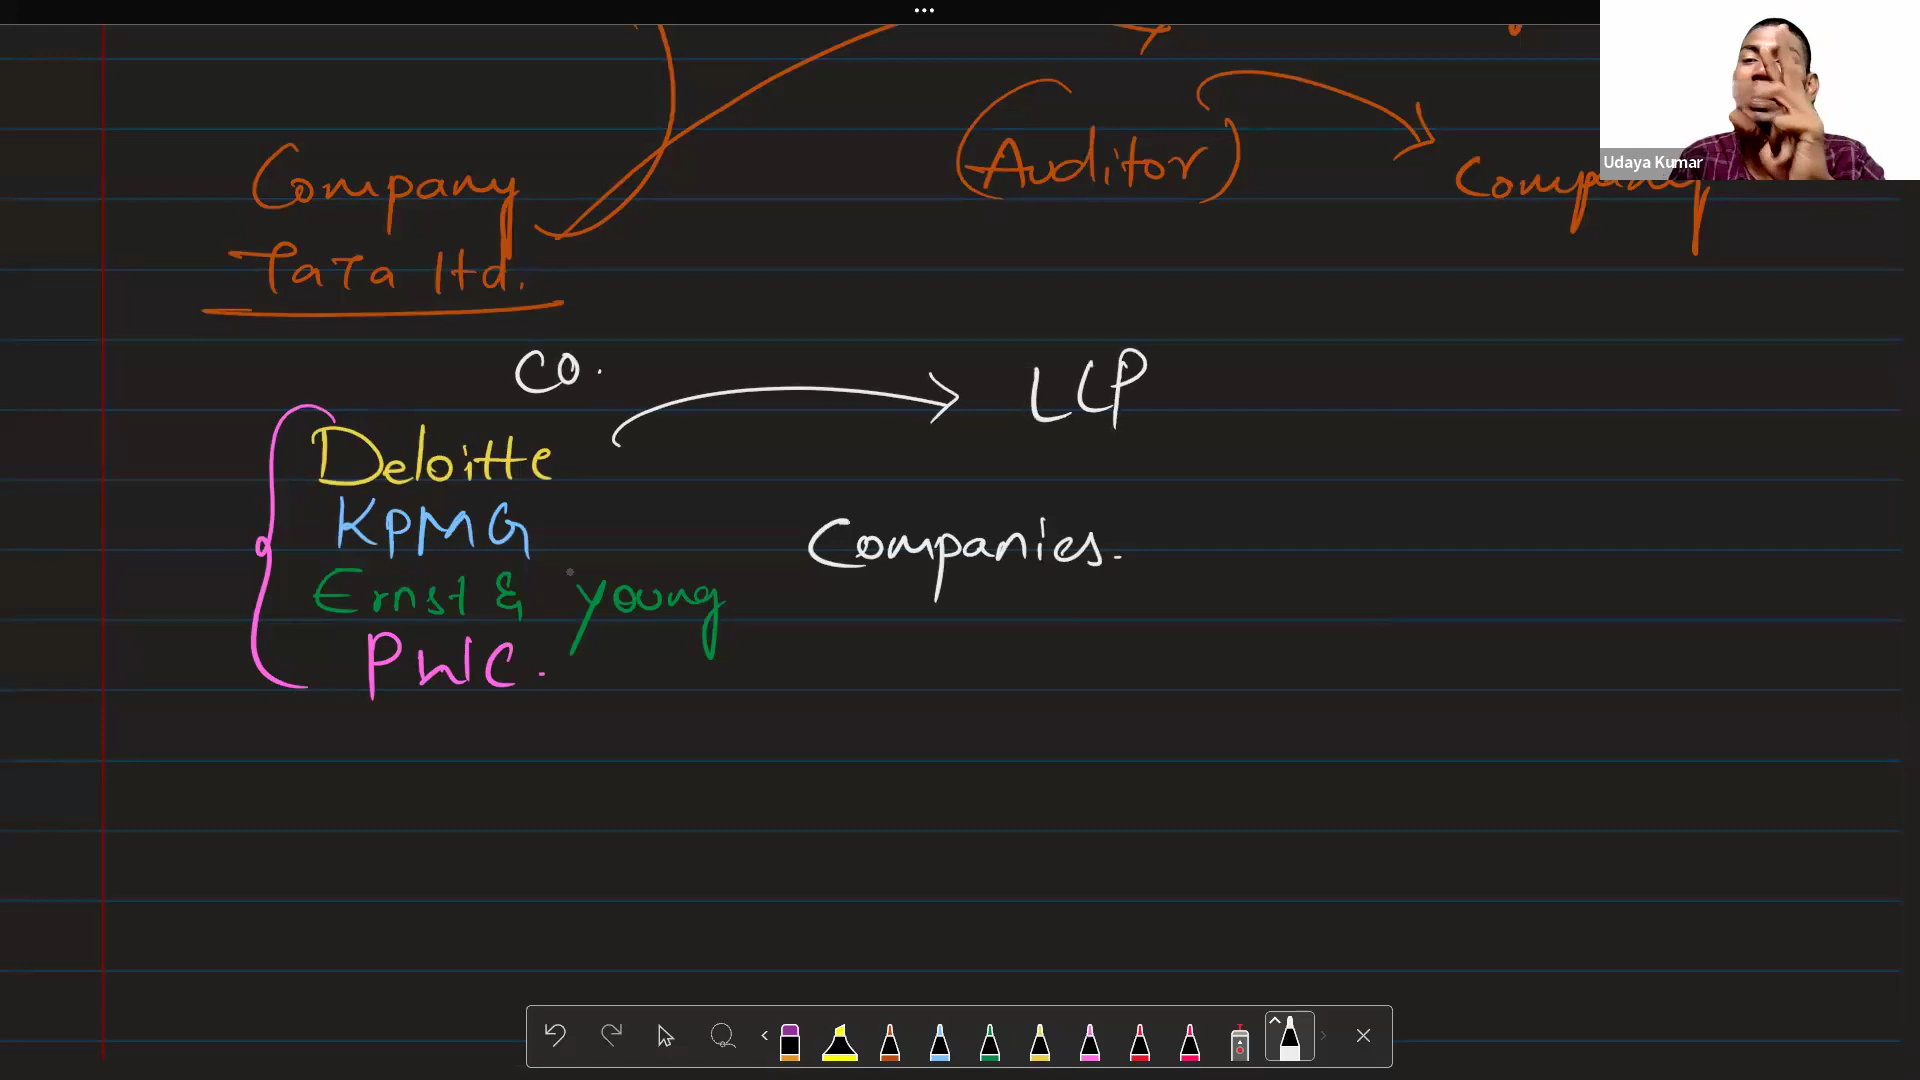 Udaya Kumar
(Auditor)
Company
Company
TaTa ltd.
CO.
LLP
Deloitte
KPMG
Companies.
Ernst & Young
PWC.